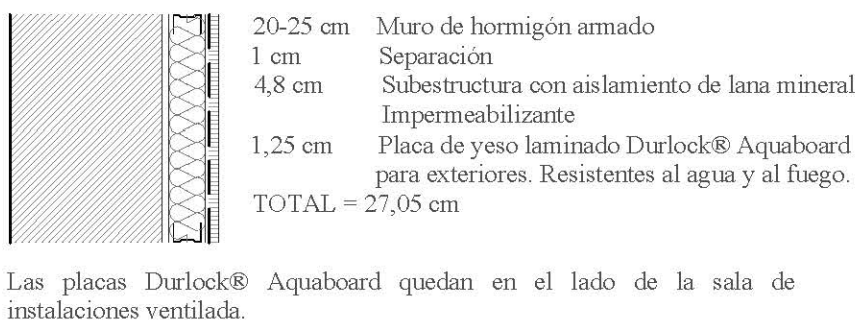 20-25 cm Muro de hormigón armado
1 cm Separación
4,8 cm Subestructura con aislamiento de lana mineral
Impermeabilizante
1,25 cm Placa de yeso laminado Durlock® Aquaboard
para exteriores. Resistentes al agua y al fuego.
TOTAL = 27,05 cm
Las placas Durlock® Aquaboard quedan en el lado de la sala de
instalaciones ventilada.